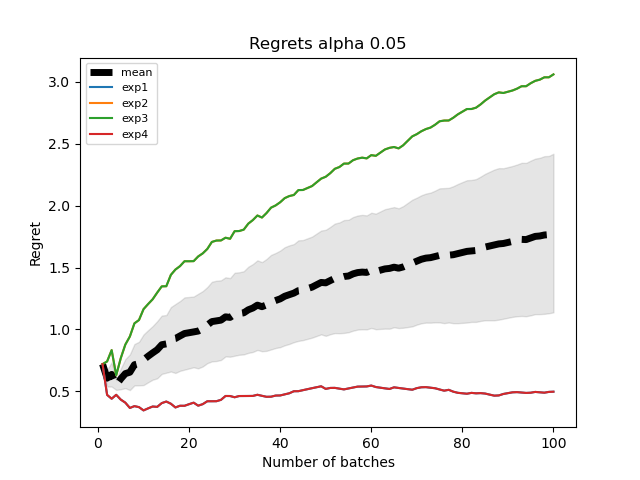 Regrets alpha 0.05
mean
exp1
exp2
exp3
exp4
Regret
3.0
2.5
2.0
1.5
1.0
0.5
0 20 40 60 80 100
Number of batches